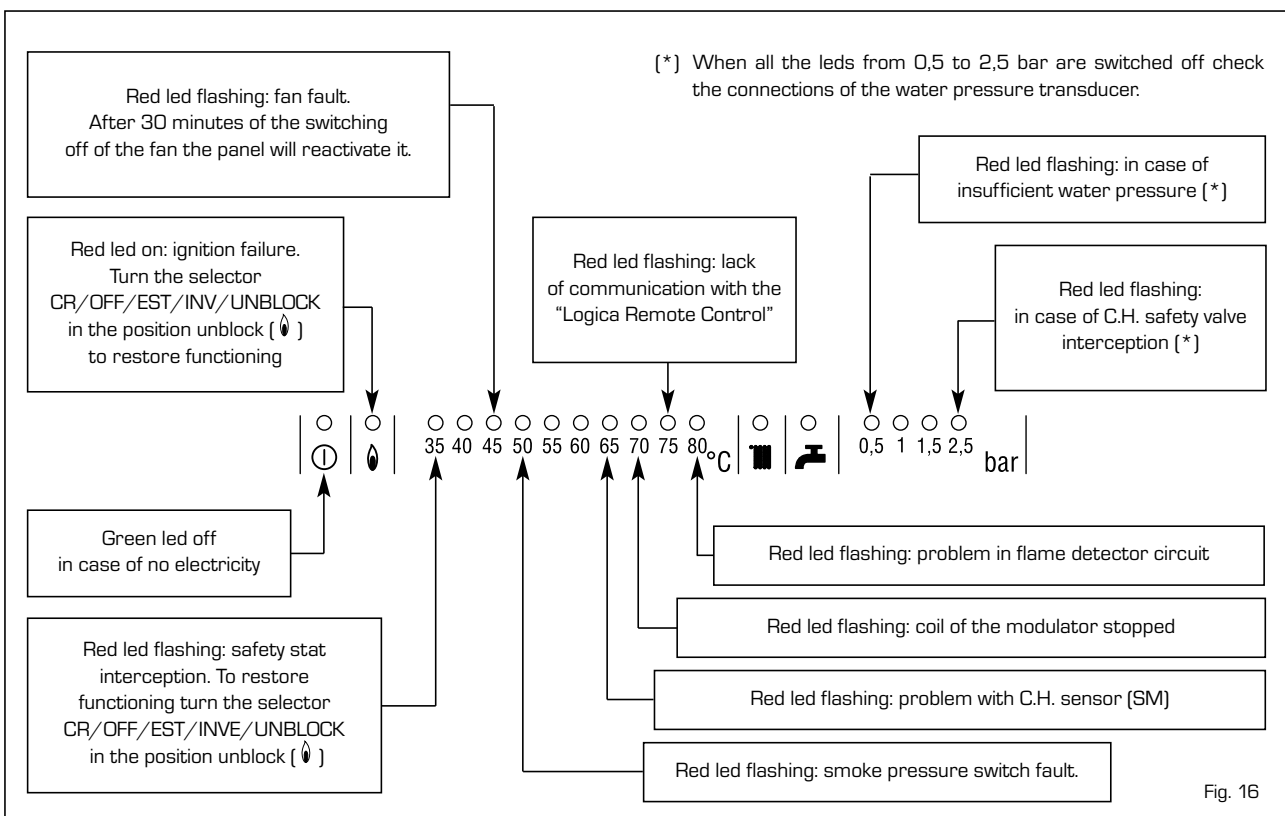 Red led flashing: fan fault.
After 30 minutes of the switching
off of the fan the panel will reactivate it.
(*) When all the leds from 0,5 to 2,5 bar are switched off check
the connections of the water pressure transducer.
Red led flashing: in case of
insufficient water pressure (*)
Red led on: ignition failure.
Turn the selector
CR/OFF/EST/INV/UNBLOCK
in the position unblock ( )
to restore functioning
Red led flashing: lack
of communication with the
“Logica Remote Control”
Red led flashing:
in case of C.H. safety valve
interception (*)
35 40 45 50 55 60 65 70 75 80 °C 0,5 1 1,5 2,5 bar
Green led off
in case of no electricity
Red led flashing: problem in flame detector circuit
Red led flashing: coil of the modulator stopped
Red led flashing: safety stat
interception. To restore
functioning turn the selector
CR/OFF/EST/INVE/UNBLOCK
in the position unblock ( )
Red led flashing: problem with C.H. sensor (SM)
Red led flashing: smoke pressure switch fault.
Fig. 16